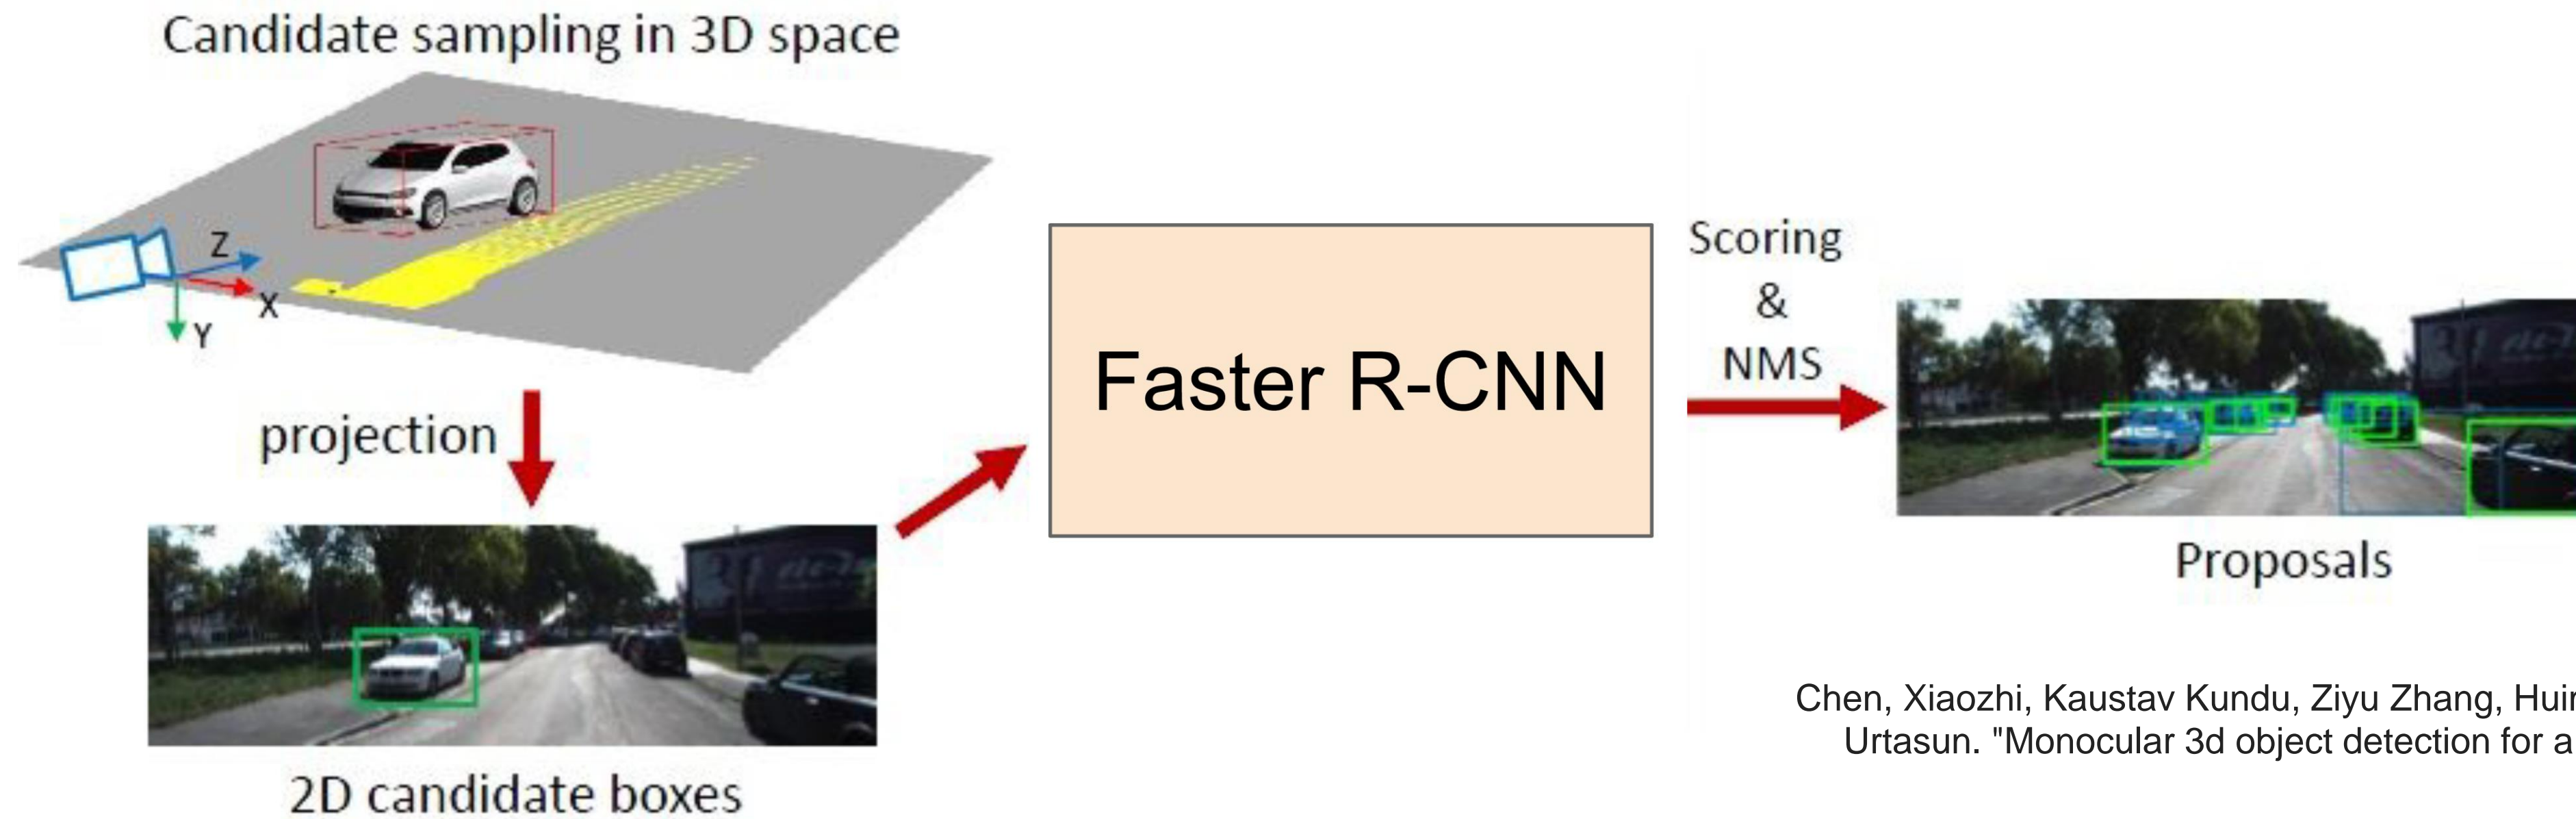 Candidate sampling in 3D space
Z
X
Y
projection
2D candidate boxes
Faster R-CNN
Scoring
&
NMS
Proposals
Chen, Xiaozhi, Kaustav Kundu, Ziyu Zhang,
Urtasun. "Monocular 3d object detection for a